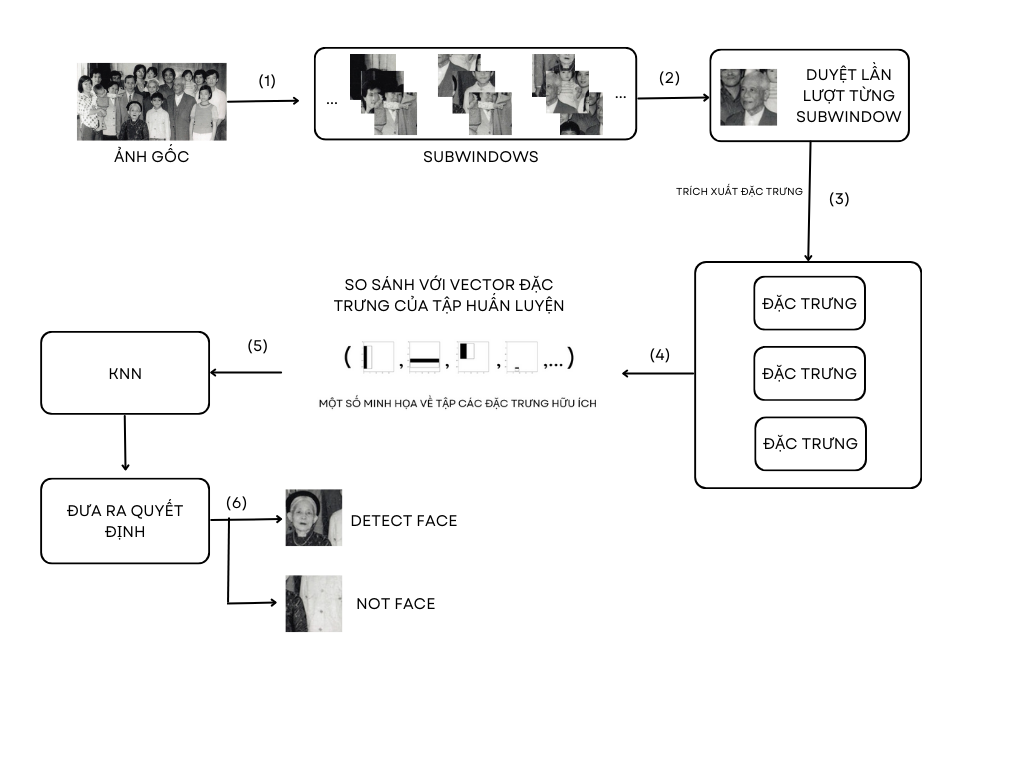 (1)
ẢNH GỐC
...
...
SUBWINDOWS
(2)
DUYỆT LẦN
LƯỢT TỪNG
SUBWINDOW
TRÍCH XUẤT ĐẶC TRƯNG
(3)
ĐẶC TRƯNG
ĐẶC TRƯNG
ĐẶC TRƯNG
(4)
SO SÁNH VỚI VECTOR ĐẶC
TRƯNG CỦA TẬP HUẤN LUYỆN
( , , , ,... )
MỘT SỐ MINH HỌA VỀ TẬP CÁC ĐẶC TRƯNG HỮU ÍCH
(5)
KNN
ĐƯA RA QUYẾT
ĐỊNH
(6)
DETECT FACE
NOT FACE